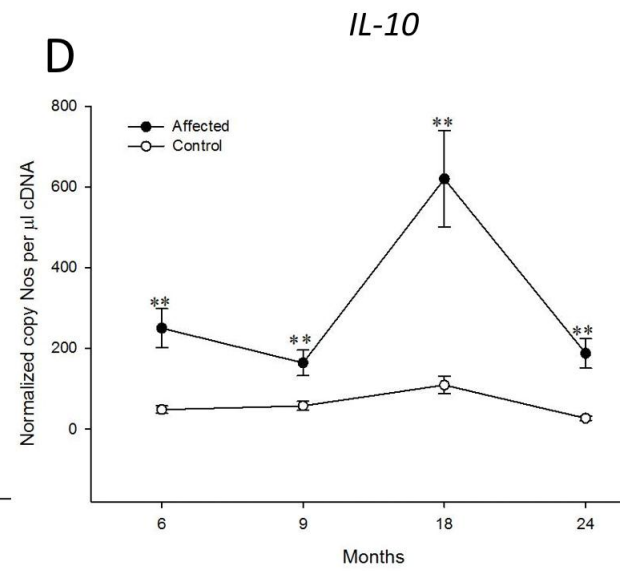 IL-10
D
800
600
400
200
0
Normalized copy Nos per µl cDNA
Affected
Control
**
**
**
**
6 9 18 24
Months